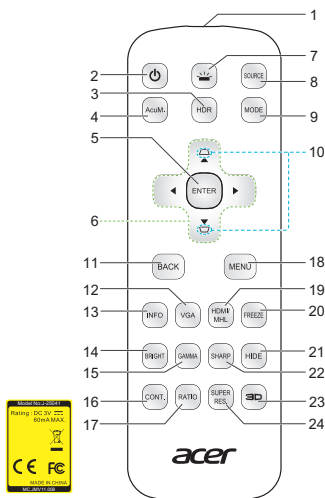 1
2
7
SOURCE
8
3
4
AcuM.
HDR
MODE
9
5
10
ENTER
6
11
BACK
MENU
18
12
19
13
INFO
VGA
HDMI/
MHL
FREEZE
20
14
BRIGHT
GAMMA
SHARP
HIDE
21
15
22
16
CONT.
RATIO
SUPER
RES.
3D
23
17
24
acer
Model No.:J-25041
Rating : DC 3V
60mA MAX.
CE FC
MADE IN CHINA
MC.JMV11.00B